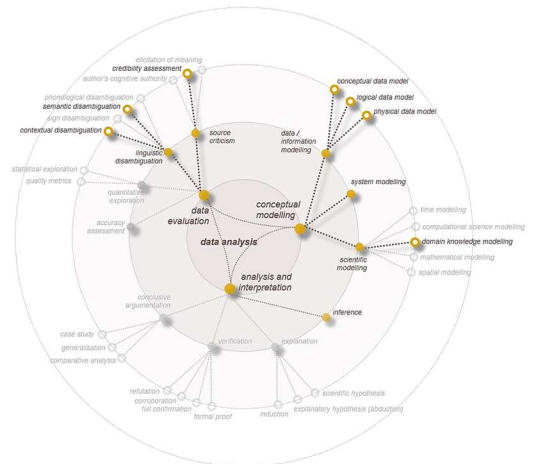 elicitation of meaning
credibility assessment
author's cognitive authority
phonological disambiguation
semantic disambiguation
sign disambiguation
contextual disambiguation
linguistic
disambiguation
source
criticism
statistical exploration
quality metrics
quantitative
exploration
accuracy
assessment
data
evaluation
data analysis
conceptual
modelling
analysis and
interpretation
conceptual data model
logical data model
physical data model
data /
information
modelling
system modelling
time modelling
computational science modelling
domain knowledge modelling
mathematical modelling
spatial modelling
scientific
modelling
inference
conclusive
argumentation
case study
generalisation
comparative analysis
verification
explanation
refutation
corroboration
full confirmation
formal proof
induction
explanatory hypothesis (abduction)
scientific hypothesis